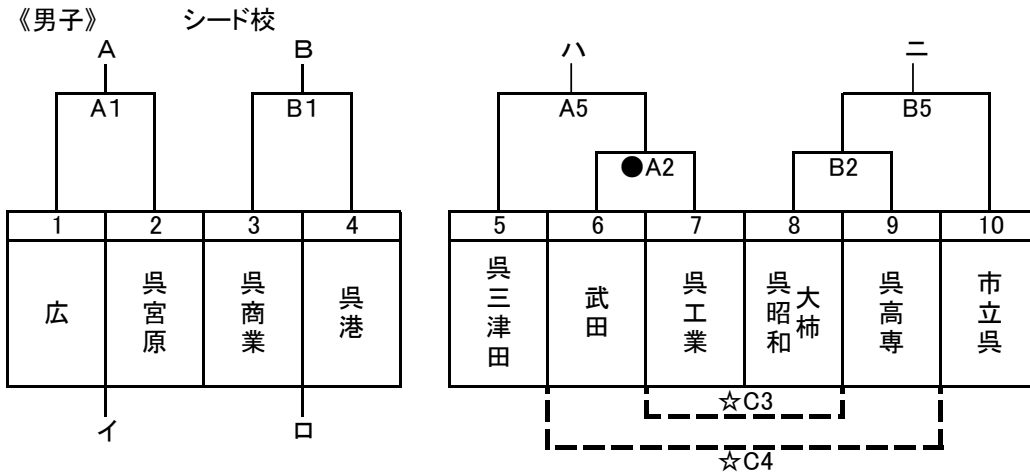 《男子》 シード校
A B ハ ニ
A1 B1 A5 B5
●A2 B2
1 2 3 4 5 6 7 8 9 10
広 呉宮原 呉商業 呉港 呉三津田 武田 呉工業 呉昭和 大柿 呉高専 市立呉
☆C3
イ ロ
☆C4